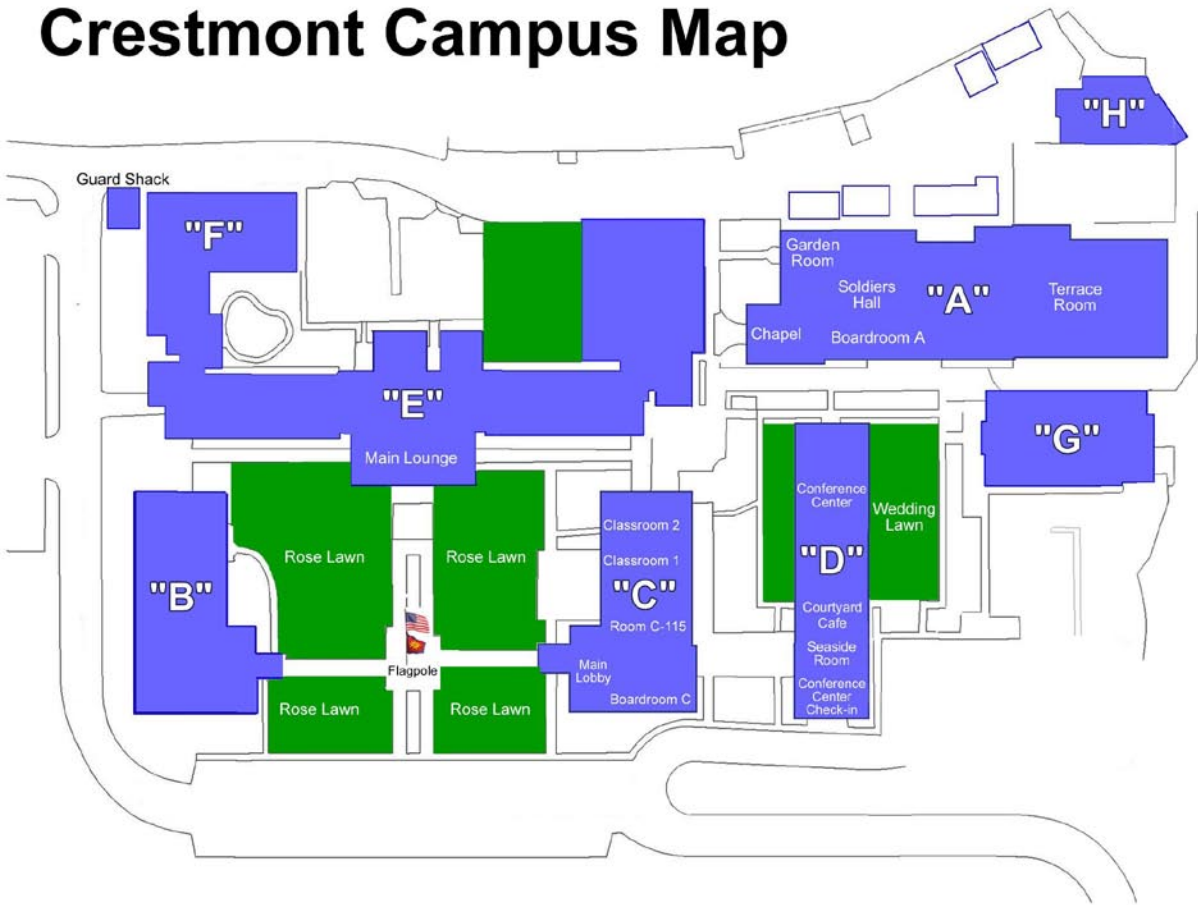 Crestmont Campus Map
"H"
Guard Shack
"F"
Garden
Room
Soldiers
Hall
"A"
Terrace
Room
Chapel
Boardroom A
"E"
Main Lounge
"G"
Conference
Center
Wedding
Lawn
"D"
Courtyard
Cafe
Seaside
Room
Conference
Center
Check-in
Classroom 2
Classroom 1
"C"
Room C-115
Main
Lobby
Boardroom C
Rose Lawn
Rose Lawn
"B"
Flagpole
Rose Lawn
Rose Lawn